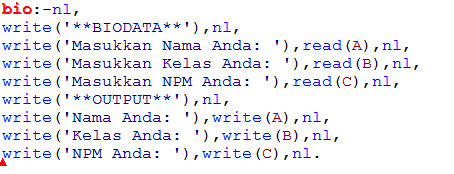 bio:-nl,
write('**BIODATA**'),nl,
write('Masukkan Nama Anda: '),read(A),nl,
write('Masukkan Kelas Anda: '),read(B),nl,
write('Masukkan NPM Anda: '),read(C),nl,
write('**OUTPUT**'),nl,
write('Nama Anda: '),write(A),nl,
write('Kelas Anda: '),write(B),nl,
write('NPM Anda: '),write(C),nl.